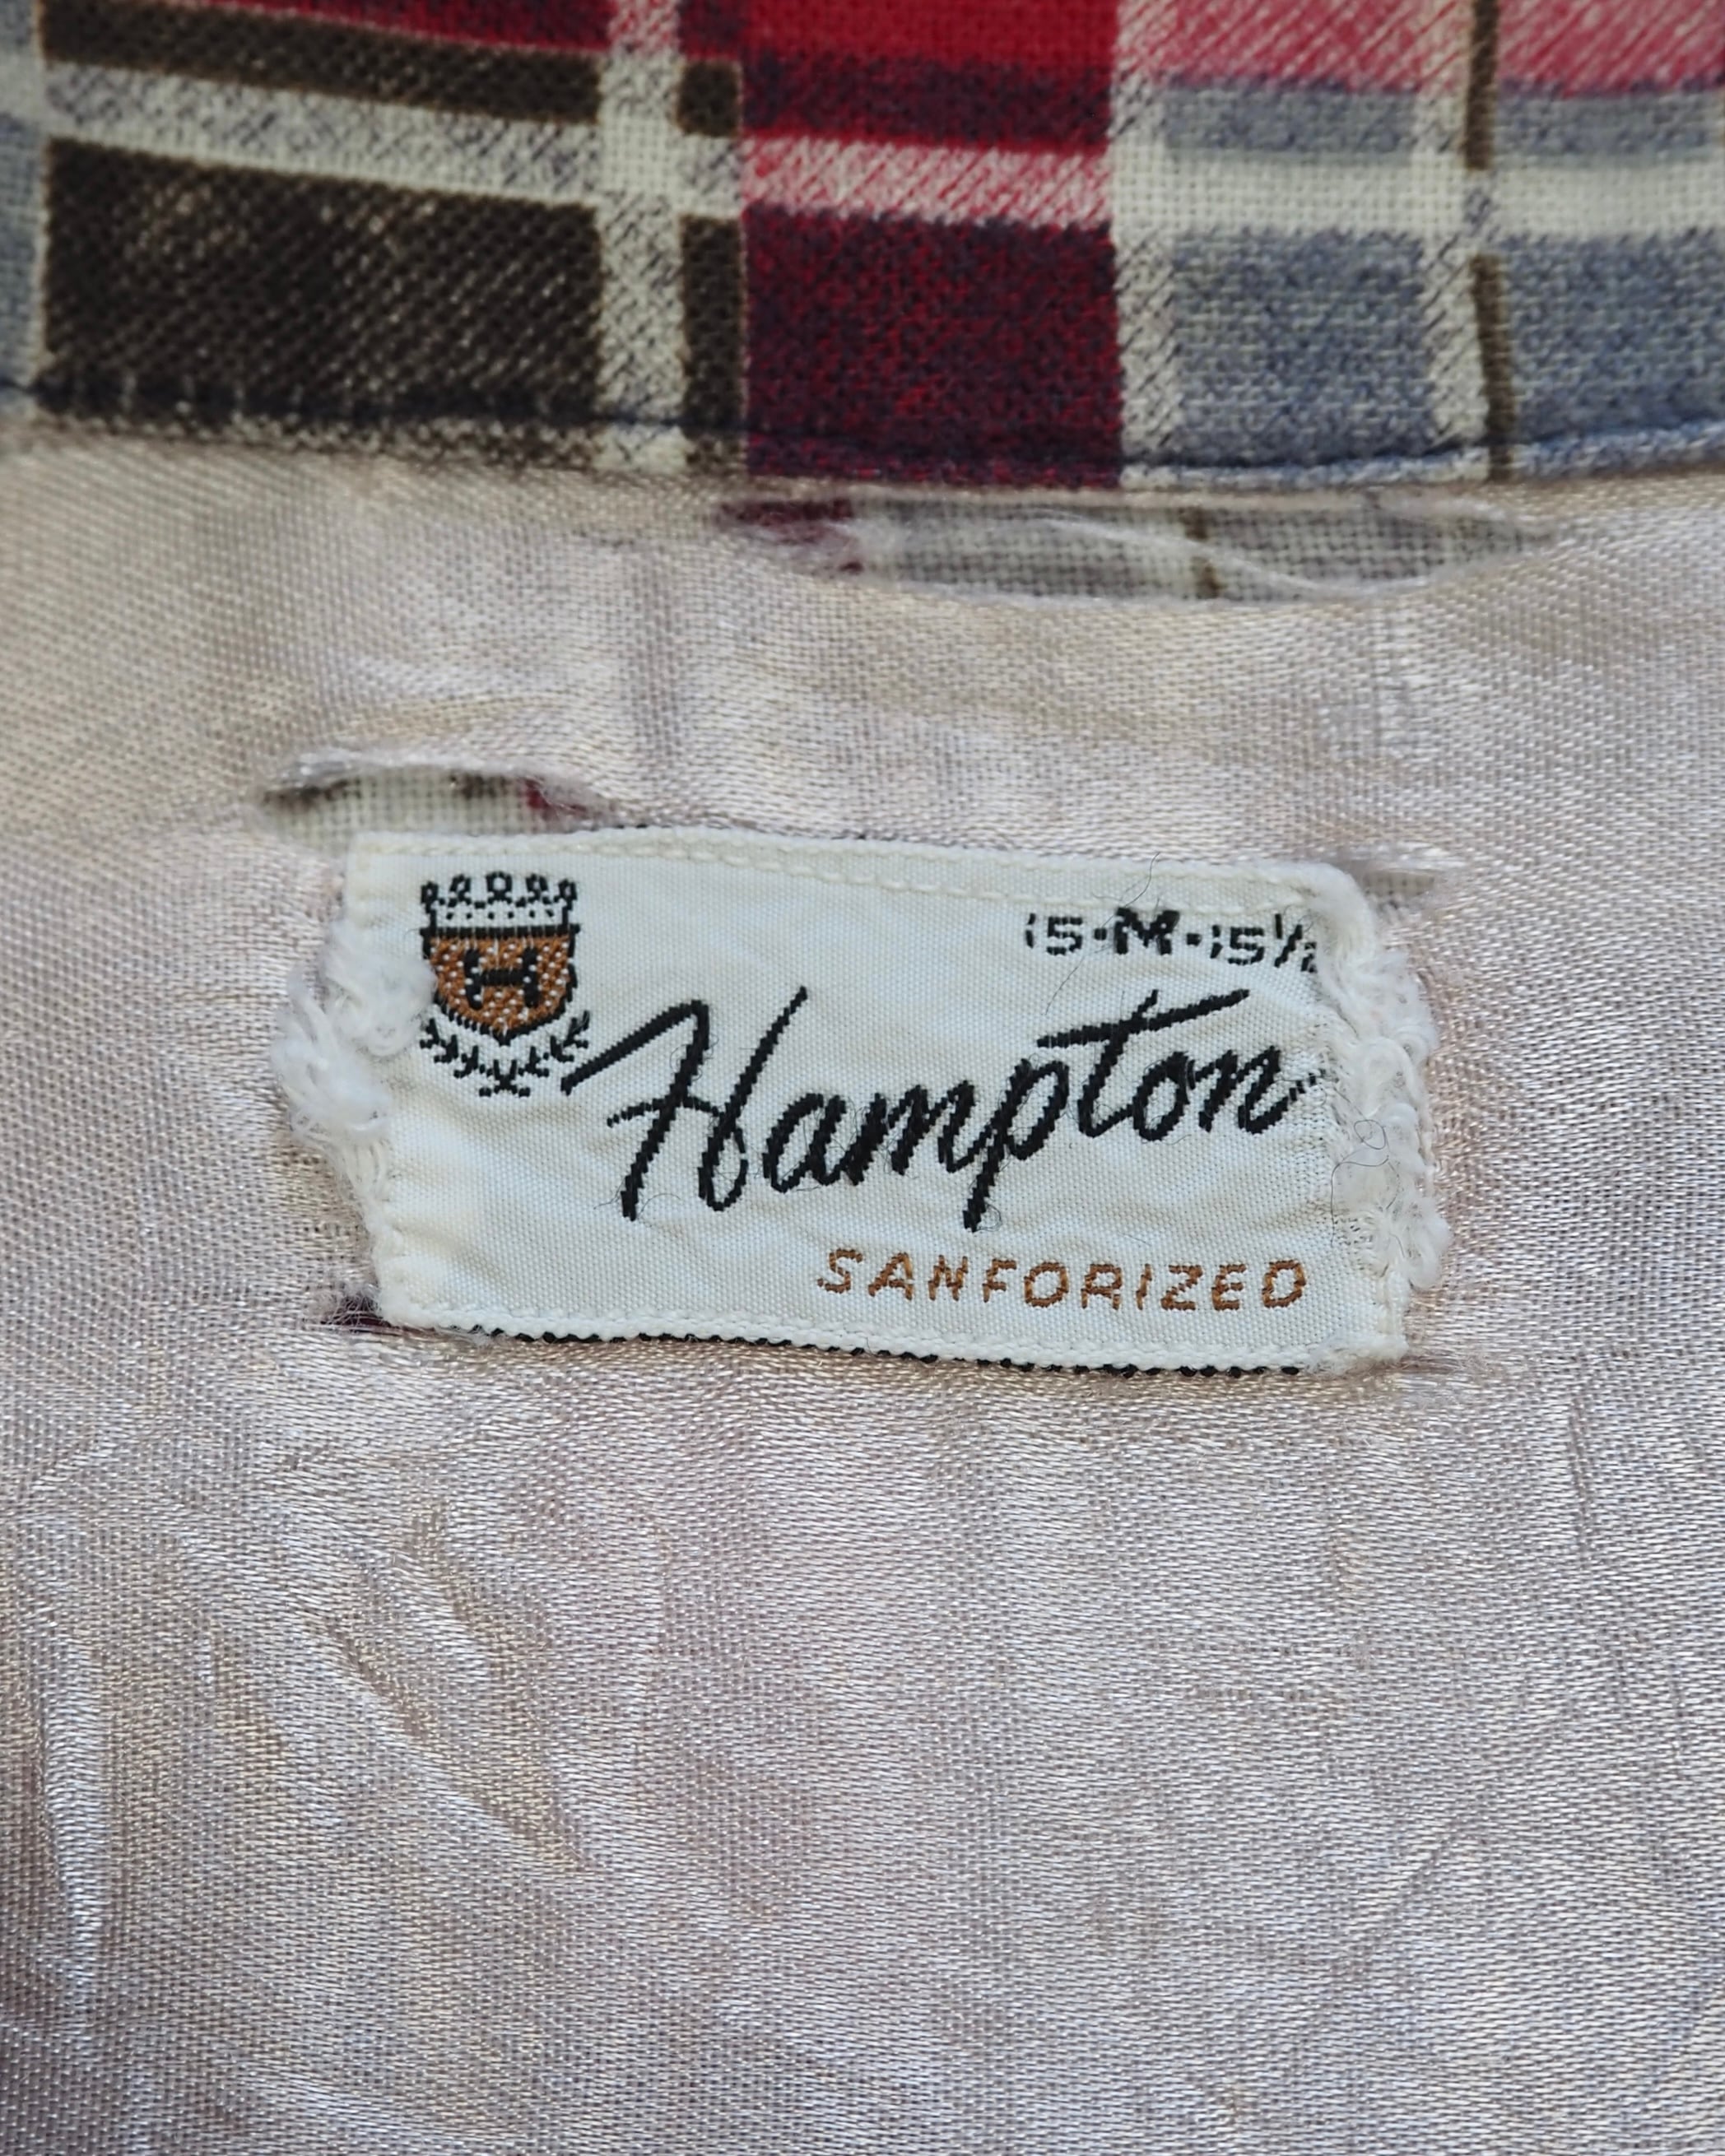 15·M·15½
H
Hampton
SANFORIZED